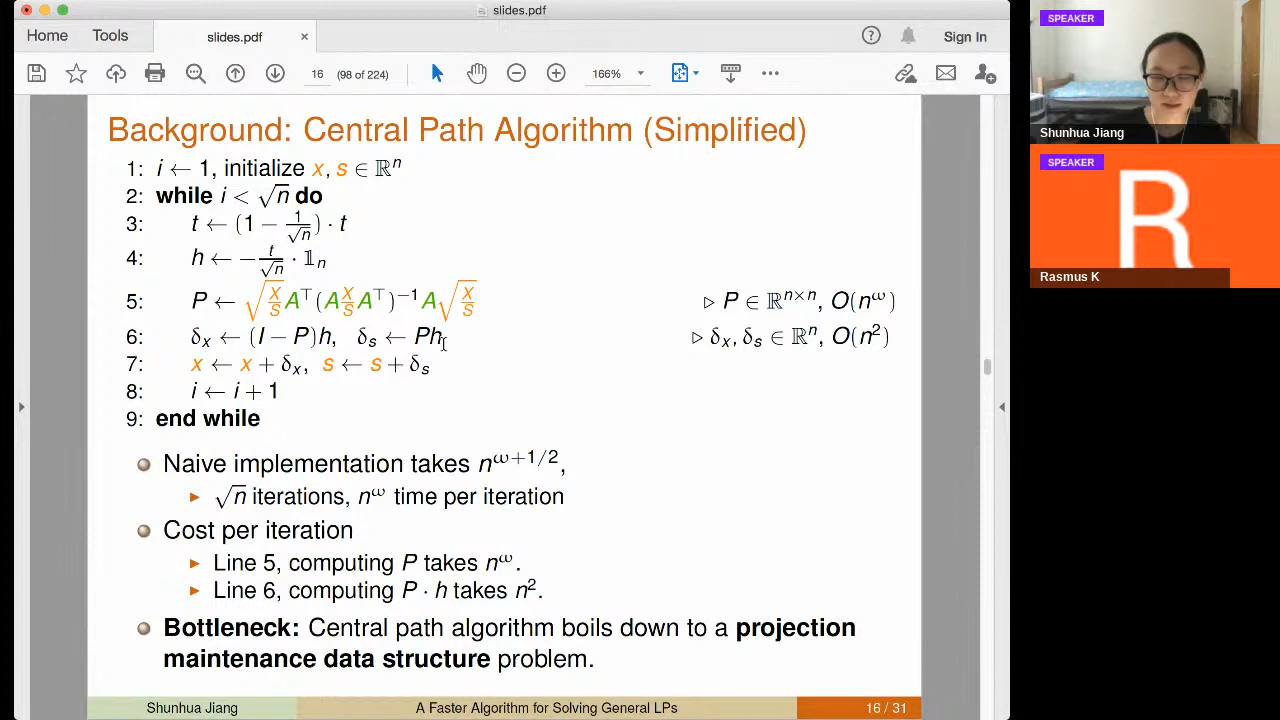 slides.pdf
Home Tools slides.pdf × Sign In
16 (98 of 224) 166%
Background: Central Path Algorithm (Simplified)
1: i ← 1, initialize x, s ∈ ℝⁿ
2: while i < √n do
3: t ← (1 − 1/√n) · t
4: h ← −t/√n · 𝟙ₙ
5: P ← √(X/S) A⊤(A X/S A⊤)⁻¹ A √(X/S) ▷ P ∈ ℝⁿˣⁿ, O(n^ω)
6: δₓ ← (I − P)h, δₛ ← Ph ▷ δₓ, δₛ ∈ ℝⁿ, O(n²)
7: x ← x + δₓ, s ← s + δₛ
8: i ← i + 1
9: end while
Naive implementation takes n^(ω+1/2),
▶ √n iterations, n^ω time per iteration
Cost per iteration
▶ Line 5, computing P takes n^ω.
▶ Line 6, computing P · h takes n².
Bottleneck: Central path algorithm boils down to a projection
maintenance data structure problem.
Shunhua Jiang A Faster Algorithm for Solving General LPs 16 / 31
SPEAKER
Shunhua Jiang
SPEAKER
R
Rasmus K